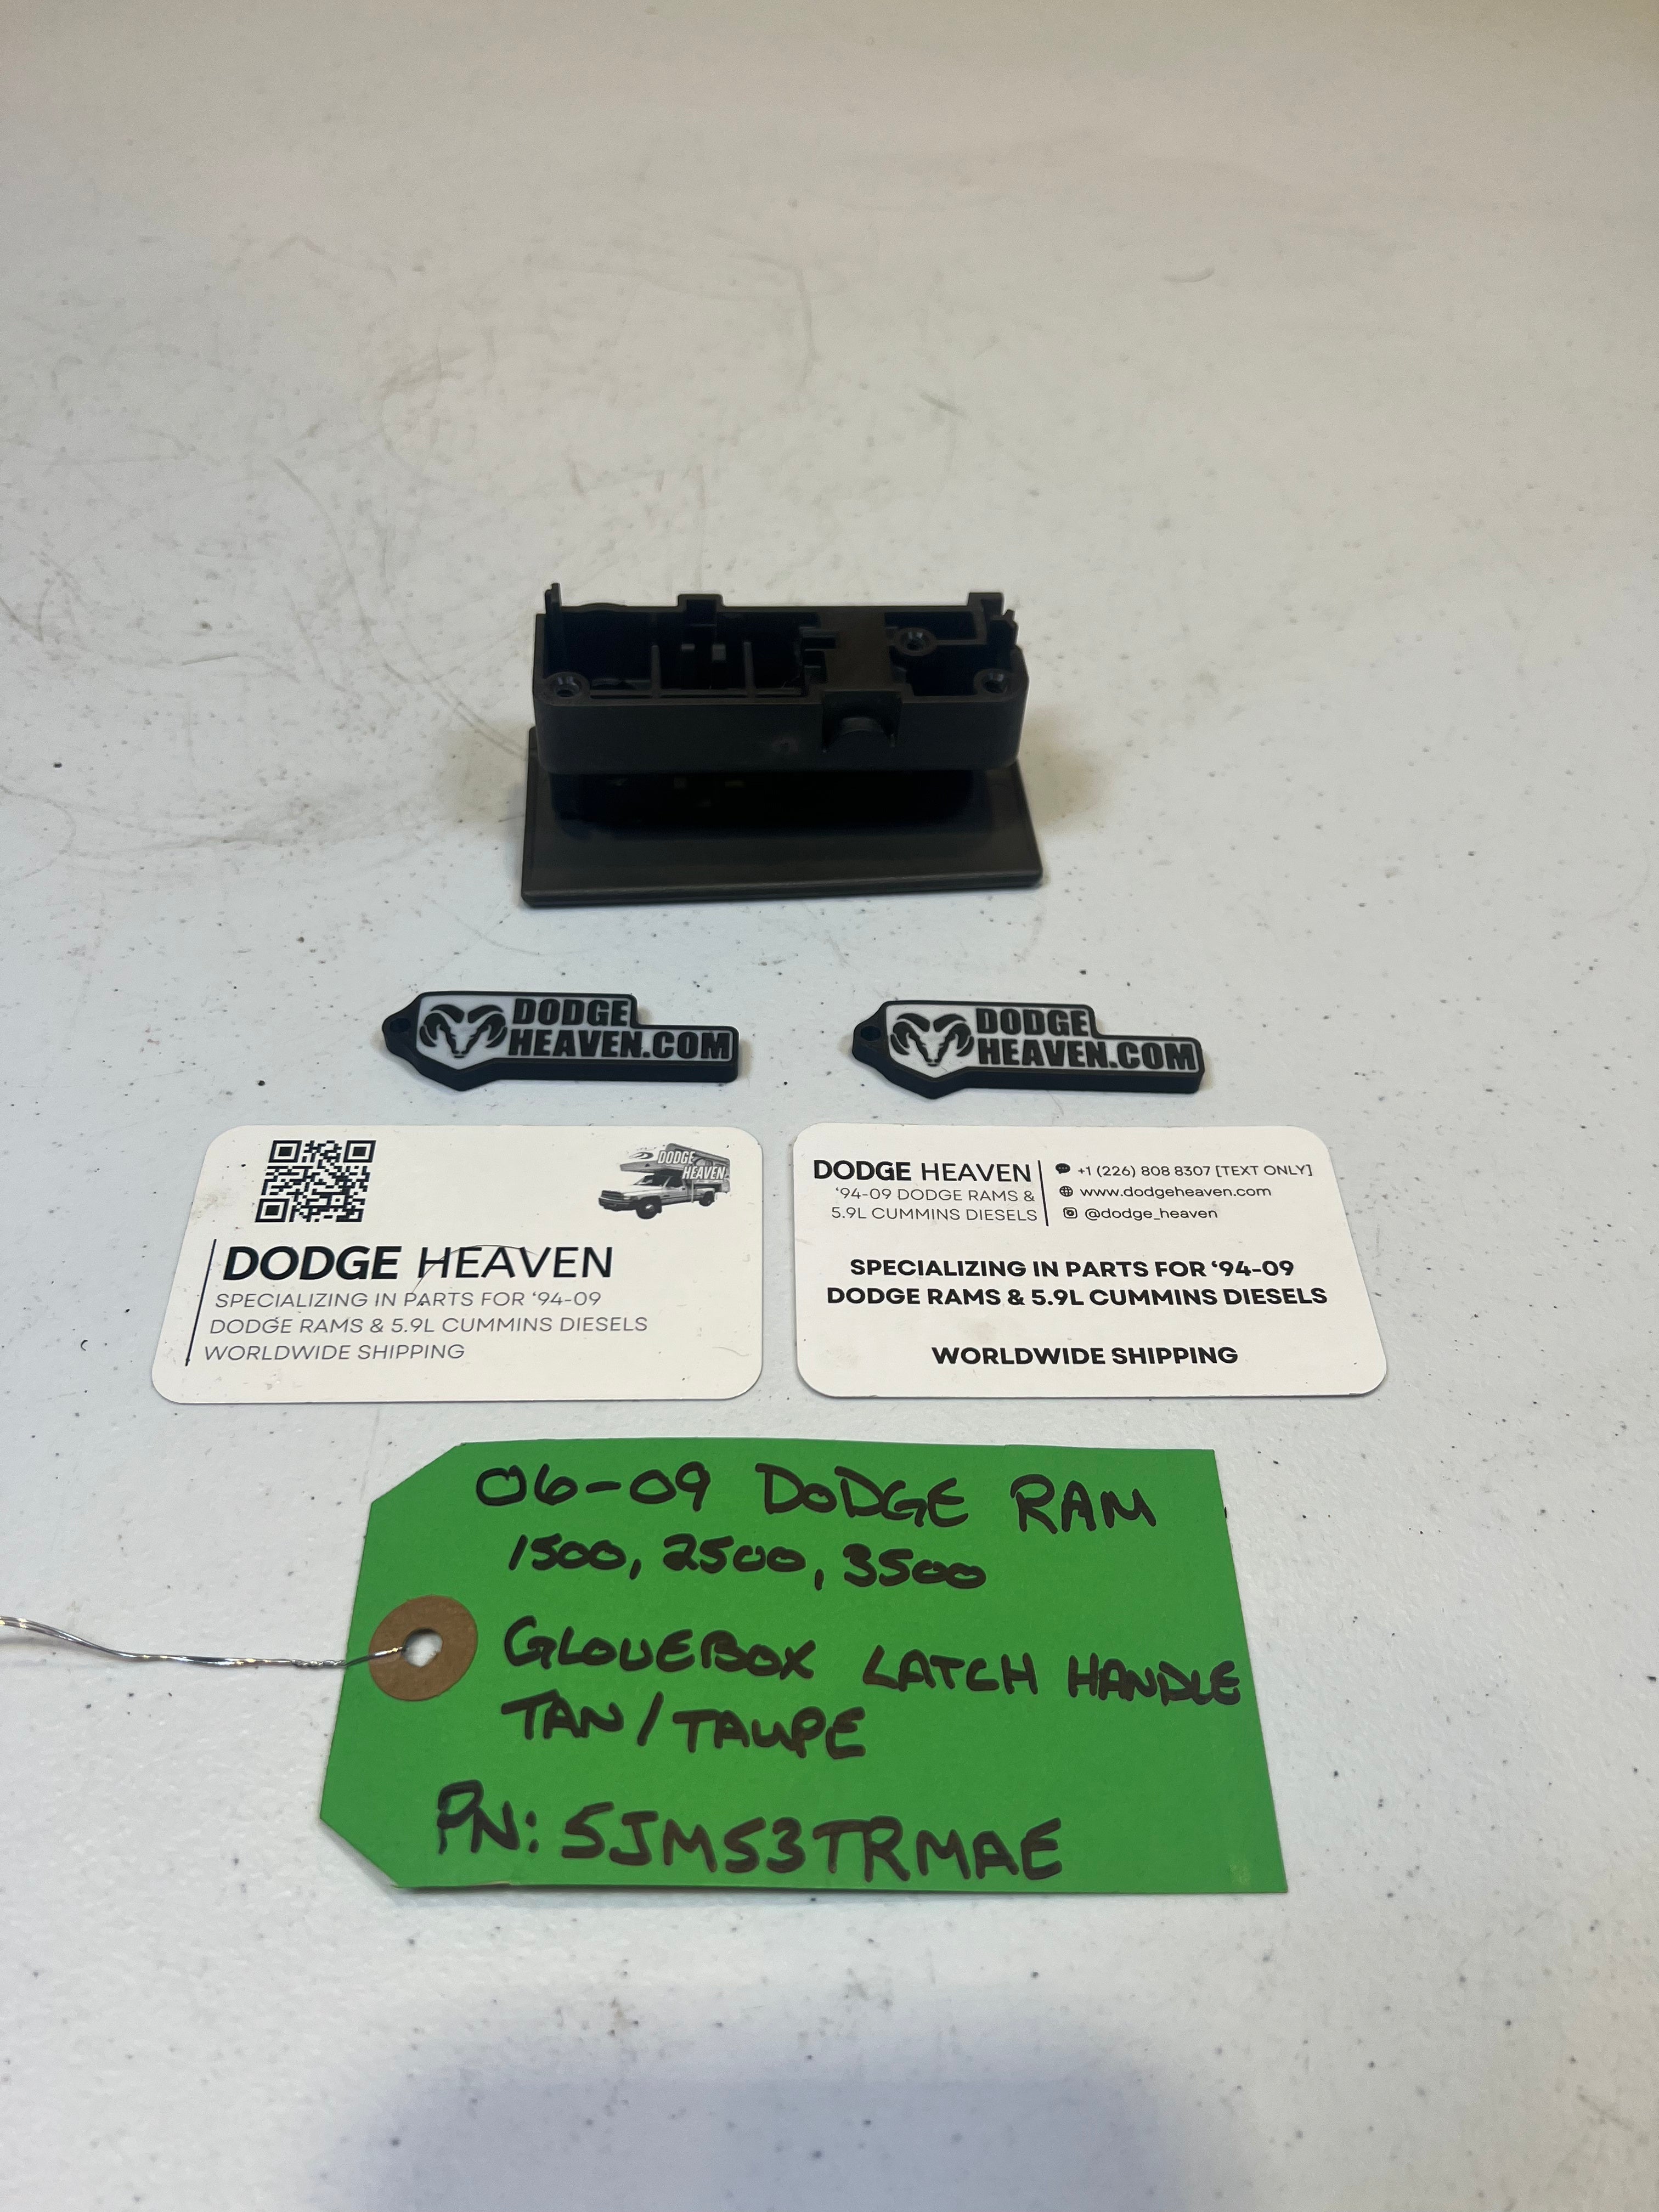 DODGE
HEAVEN.COM
DODGE
HEAVEN.COM
DODGE
HEAVEN
DODGE HEAVEN
SPECIALIZING IN PARTS FOR ‘94-09
DODGE RAMS & 5.9L CUMMINS DIESELS
WORLDWIDE SHIPPING
DODGE HEAVEN
‘94-09 DODGE RAMS &
5.9L CUMMINS DIESELS
+1 (226) 808 8307 [TEXT ONLY]
www.dodgeheaven.com
@dodge_heaven
SPECIALIZING IN PARTS FOR ‘94-09
DODGE RAMS & 5.9L CUMMINS DIESELS
WORLDWIDE SHIPPING
06-09 DODGE RAM
1500, 2500, 3500
GLOVEBOX LATCH HANDLE
TAN/TAUPE
PN: 5JM53TRMAE